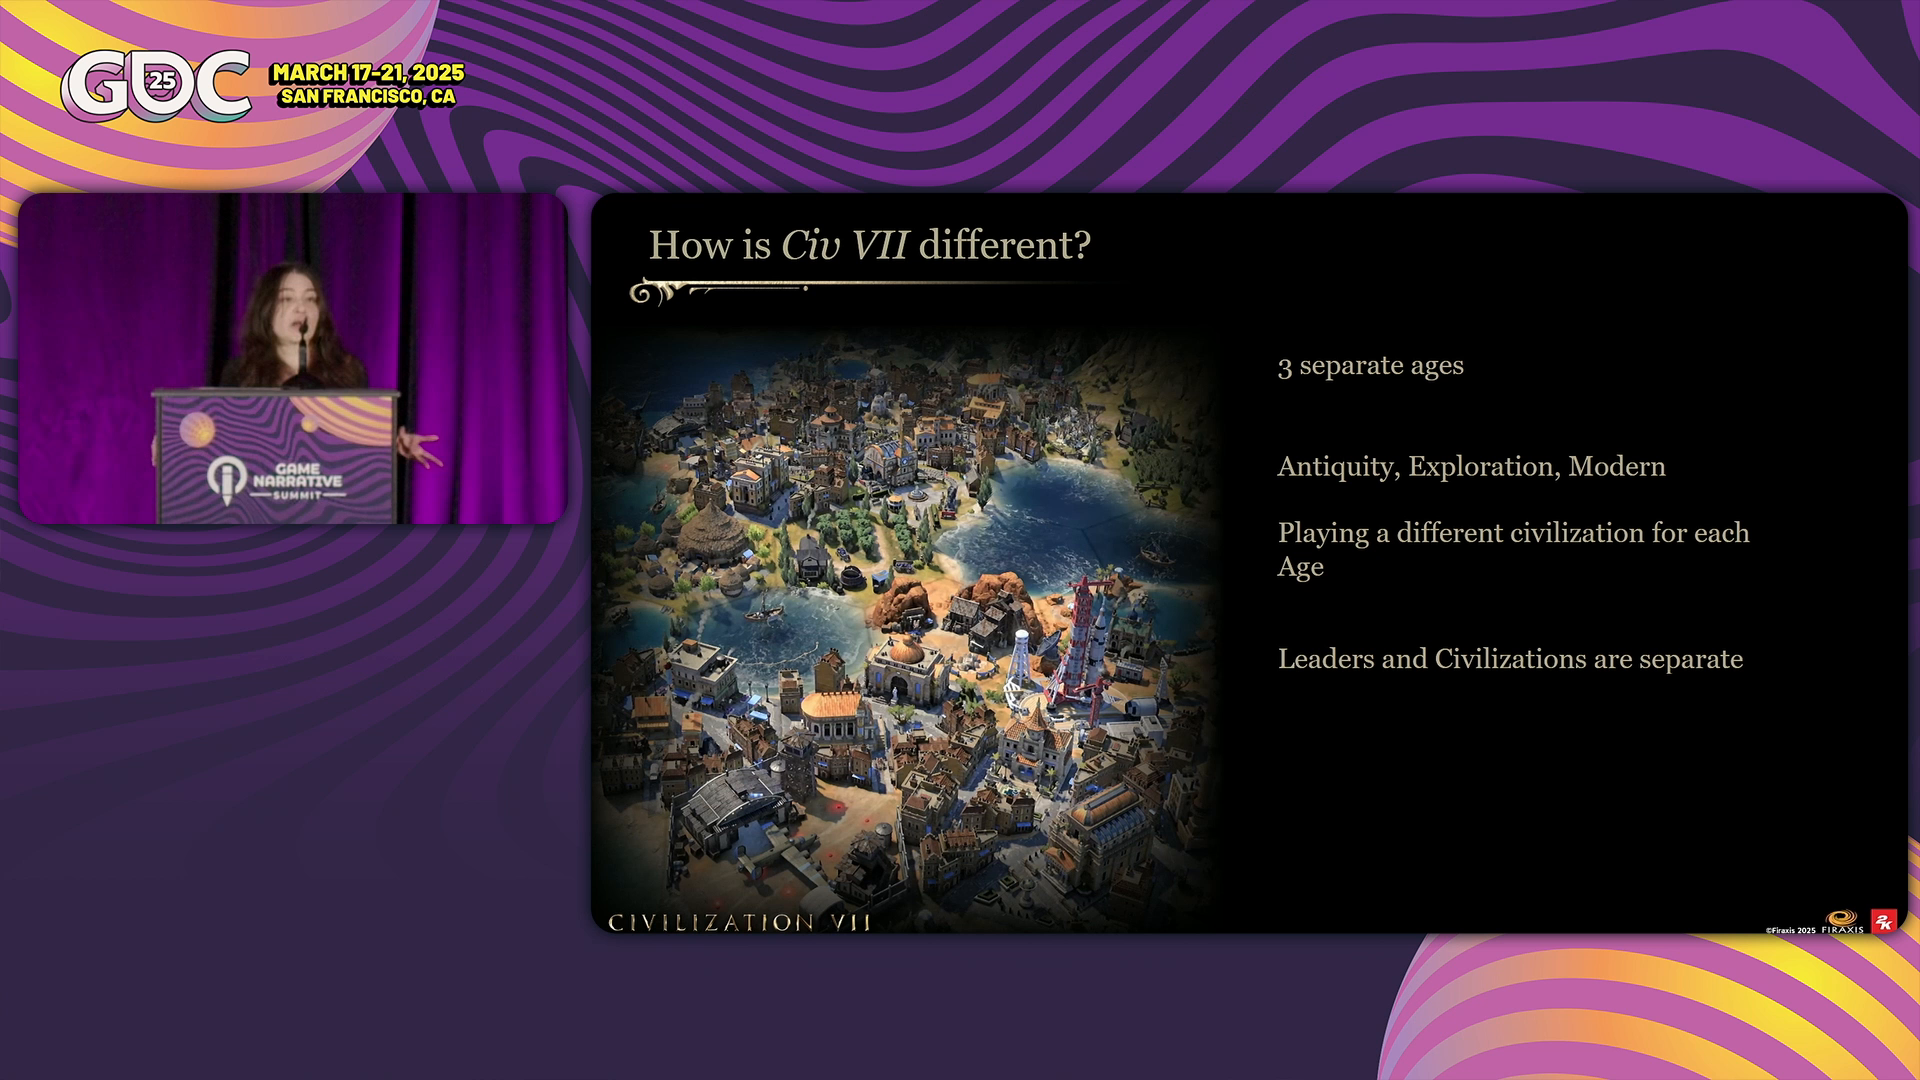 GDC 25
MARCH 17-21, 2025
SAN FRANCISCO, CA
GAME
NARRATIVE
SUMMIT
How is Civ VII different?
3 separate ages
Antiquity, Exploration, Modern
Playing a different civilization for each
Age
Leaders and Civilizations are separate
CIVILIZATION VII
©Firaxis 2025
FIRAXIS
2K